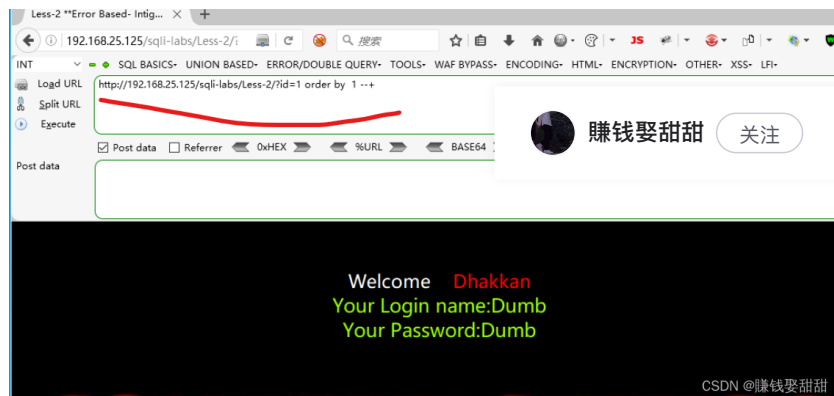 Less-2 **Error Based- Intig...
192.168.25.125/sqli-labs/Less-2/?
搜索
JS
INT
SQL BASICS- UNION BASED- ERROR/DOUBLE QUERY- TOOLS- WAF BYPASS- ENCODING- HTML- ENCRYPTION- OTHER- XSS- LFI-
Load URL
http://192.168.25.125/sqli-labs/Less-2/?id=1 order by 1 --+
Split URL
Execute
賺钱娶甜甜
关注
Post data
Referrer
0xHEX
%URL
BASE64
Post data
Welcome Dhakkan
Your Login name:Dumb
Your Password:Dumb
CSDN @賺钱娶甜甜